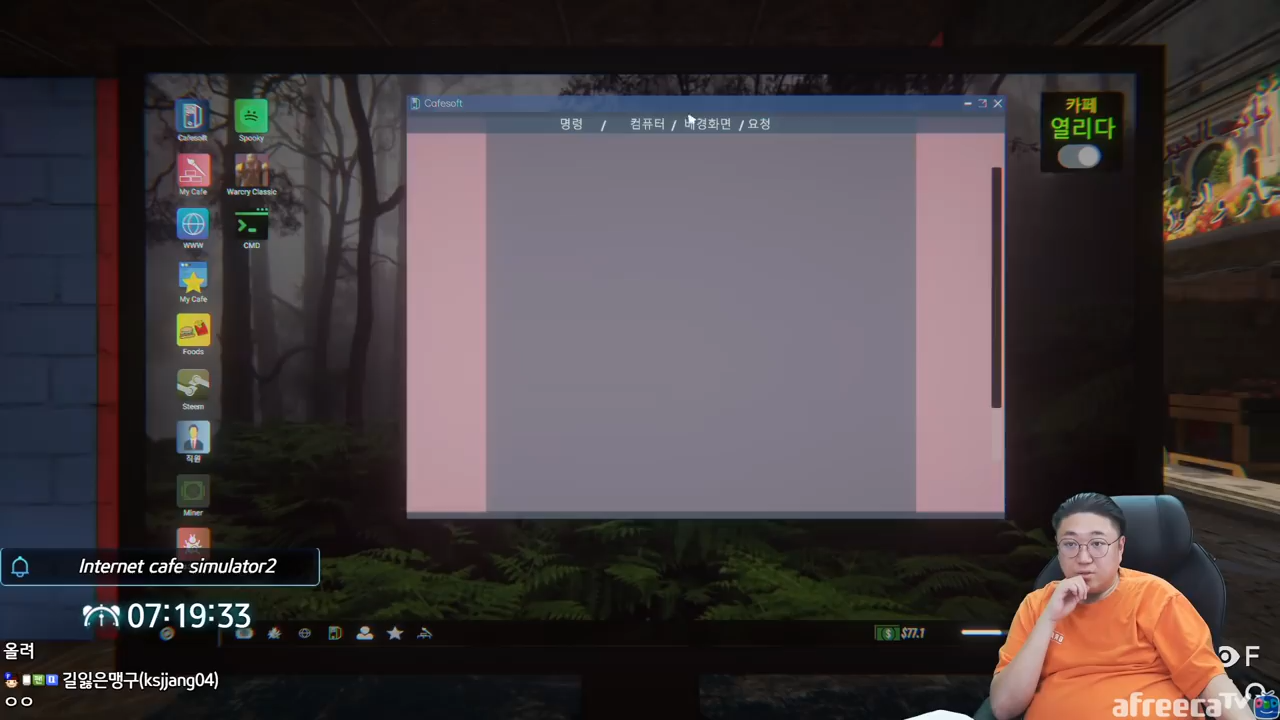 Cafesoft
명령 / 컴퓨터 / 배경화면 / 요청
카페
열리다
Cafesoft
Spooky
My Cafe
Warcry Classic
WWW
CMD
My Cafe
Foods
Steem
직원
Miner
Internet cafe simulator2
07:19:33
$77.1
올려
길잃은맹구(ksjjang04)
ㅇㅇ
F
afreecaTV